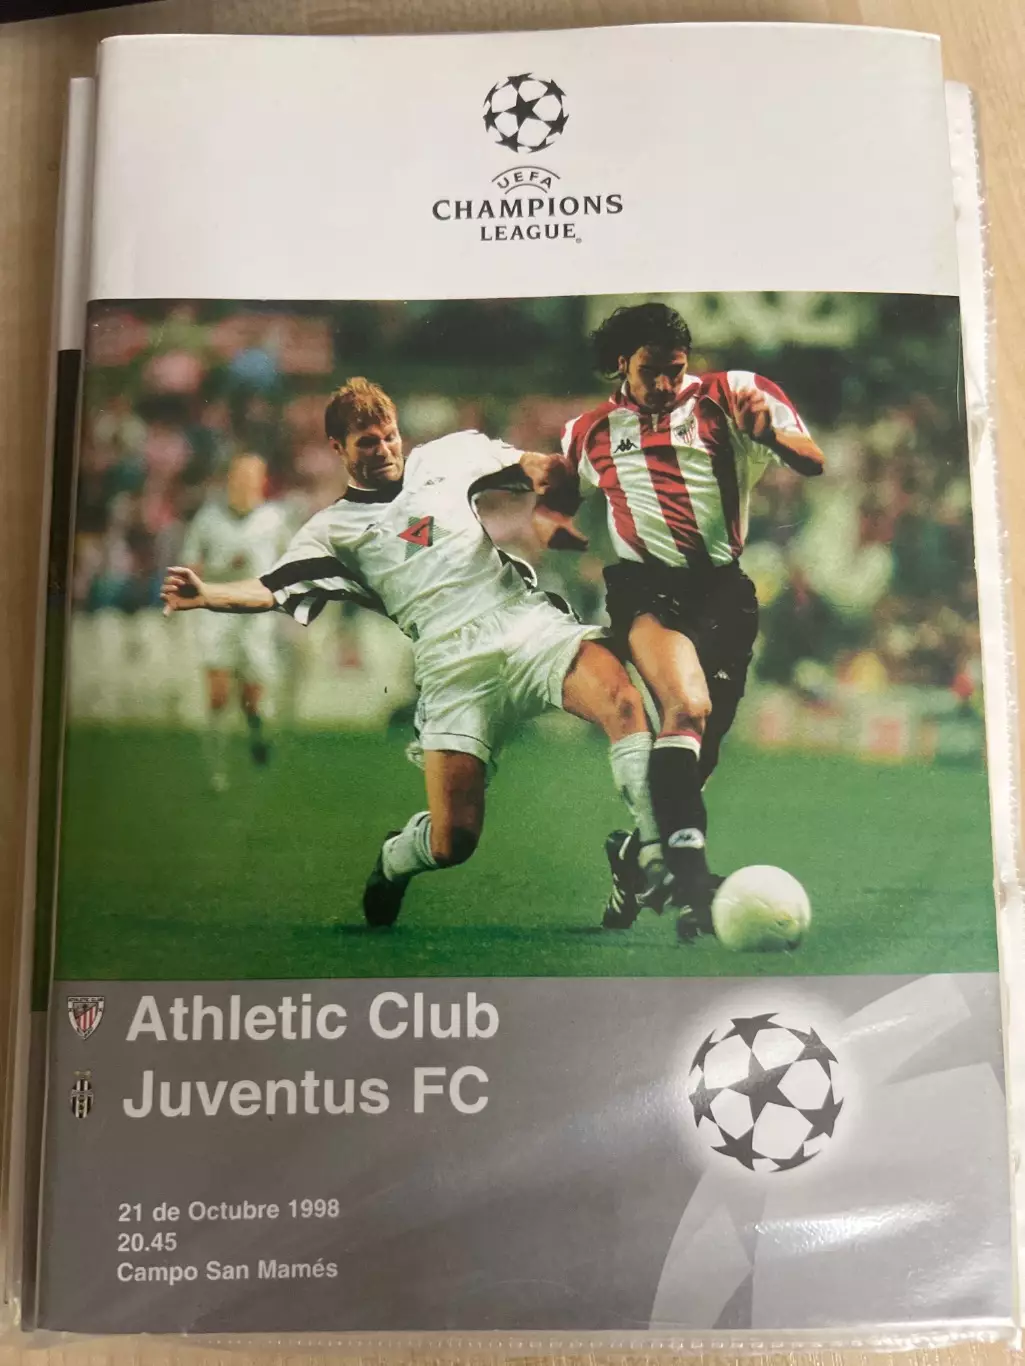 UEFA
CHAMPIONS
LEAGUE®
Athletic Club
Juventus FC
21 de Octubre 1998
20.45
Campo San Mamés